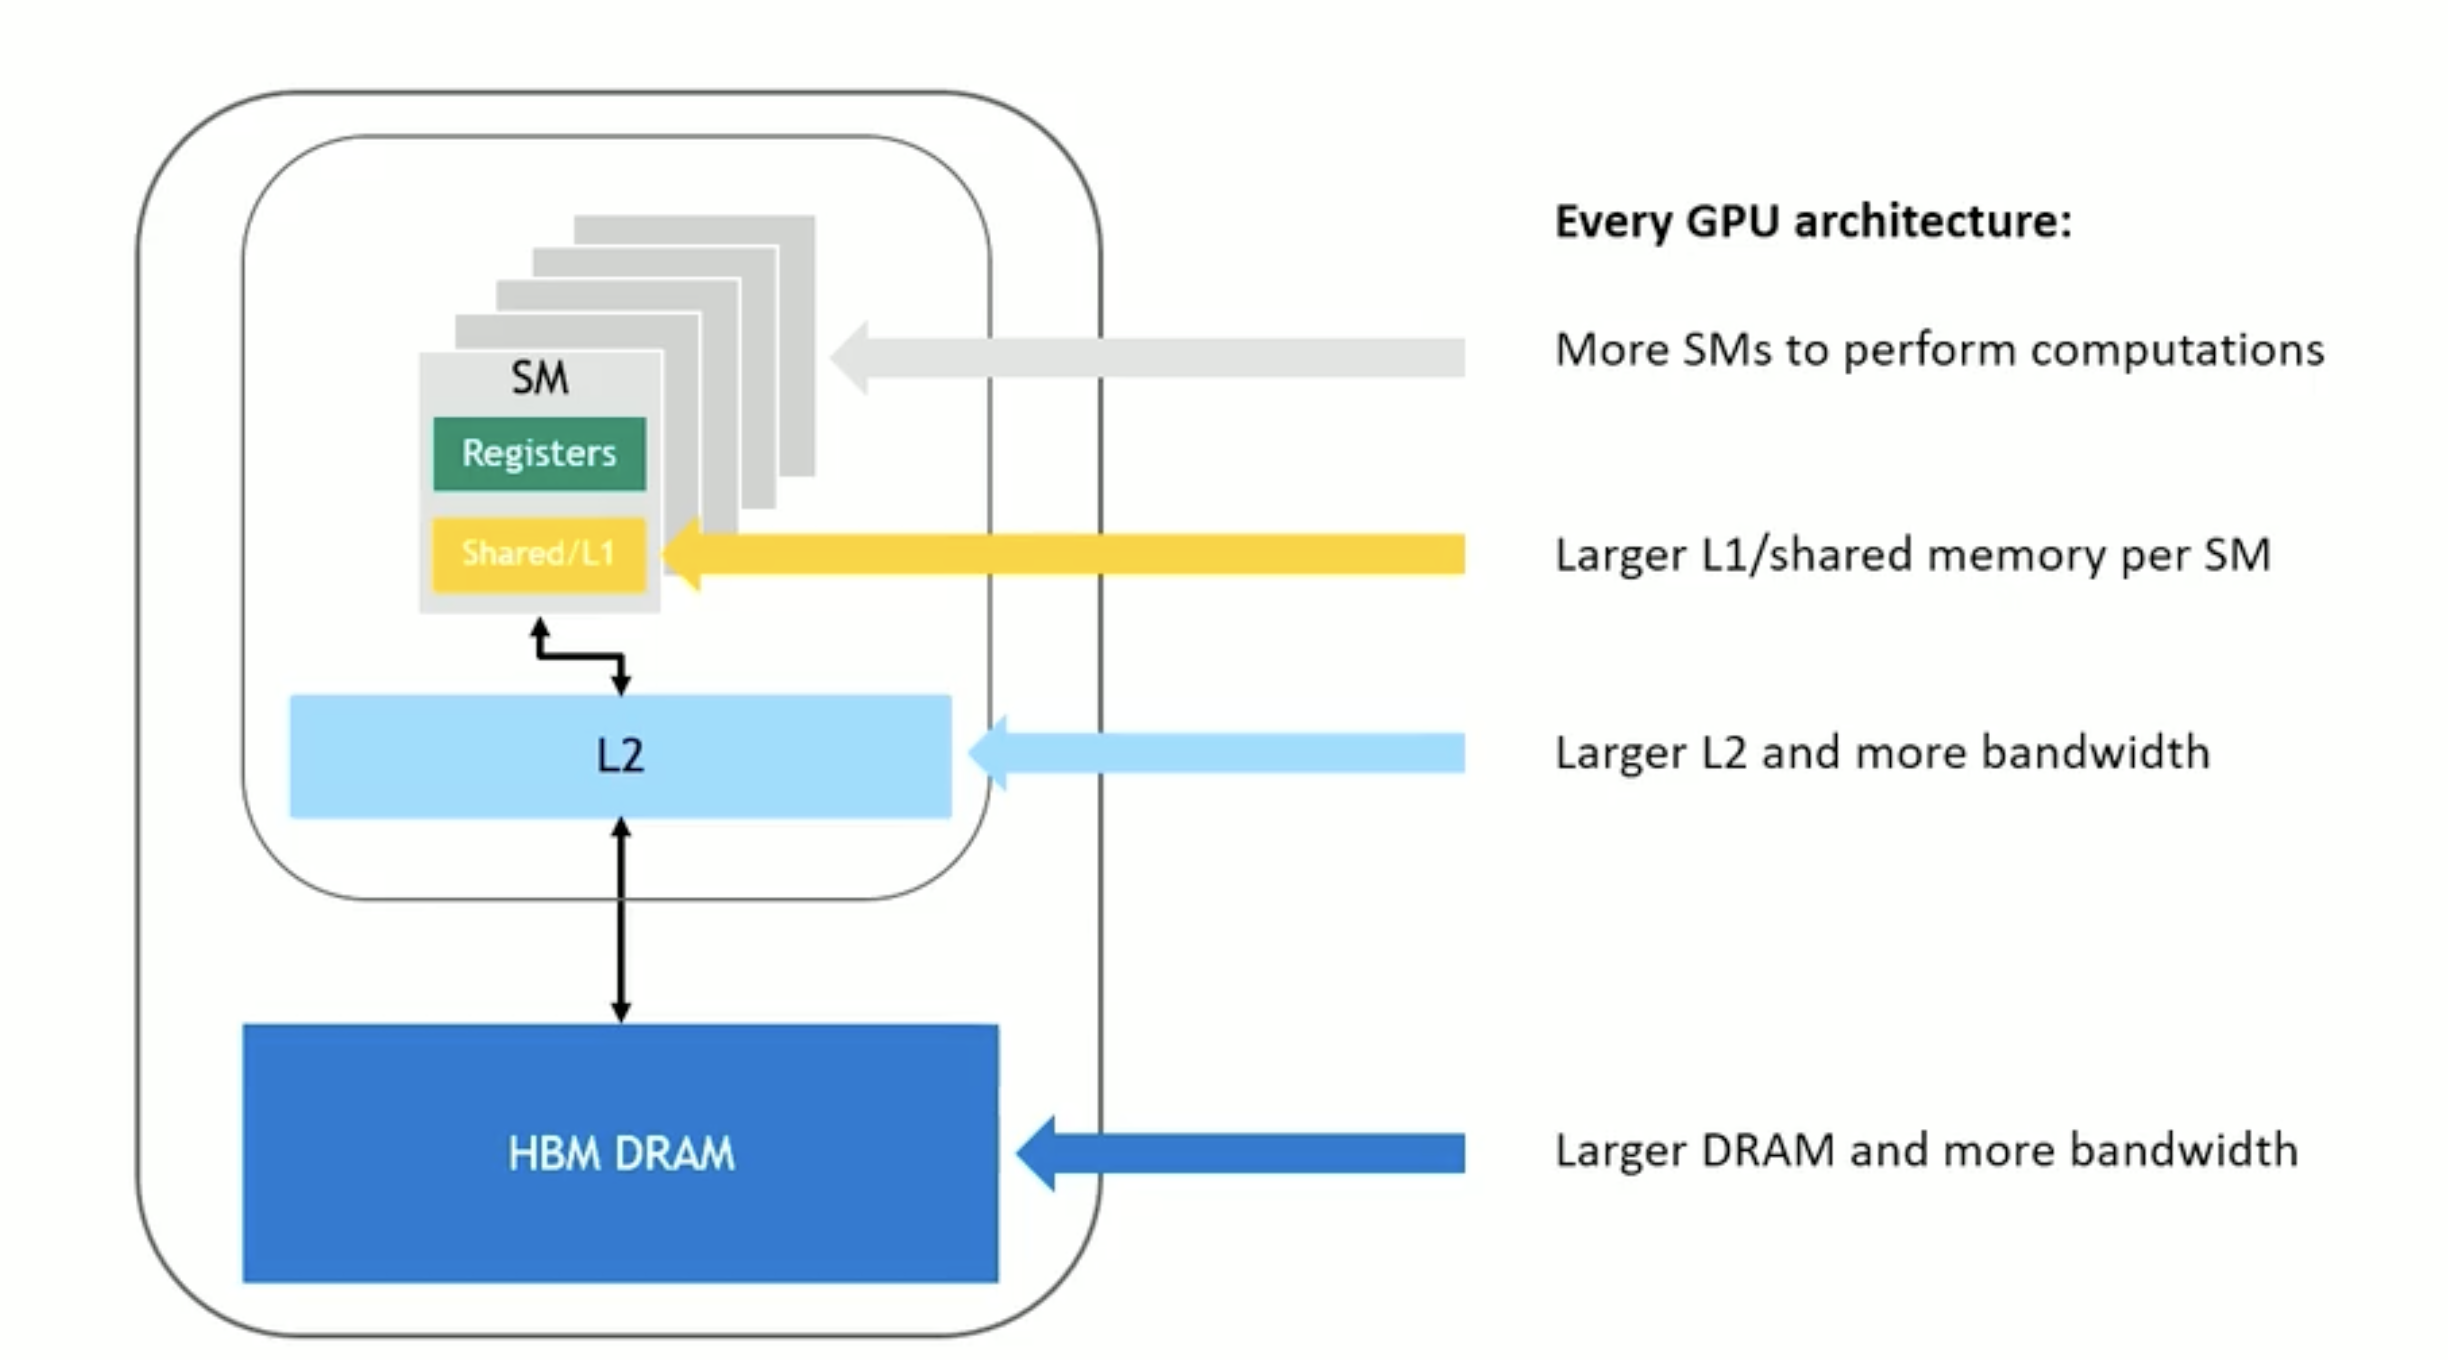 Every GPU architecture:
More SMs to perform computations
SM
Registers
Shared/L1
Larger L1/shared memory per SM
L2
Larger L2 and more bandwidth
HBM DRAM
Larger DRAM and more bandwidth